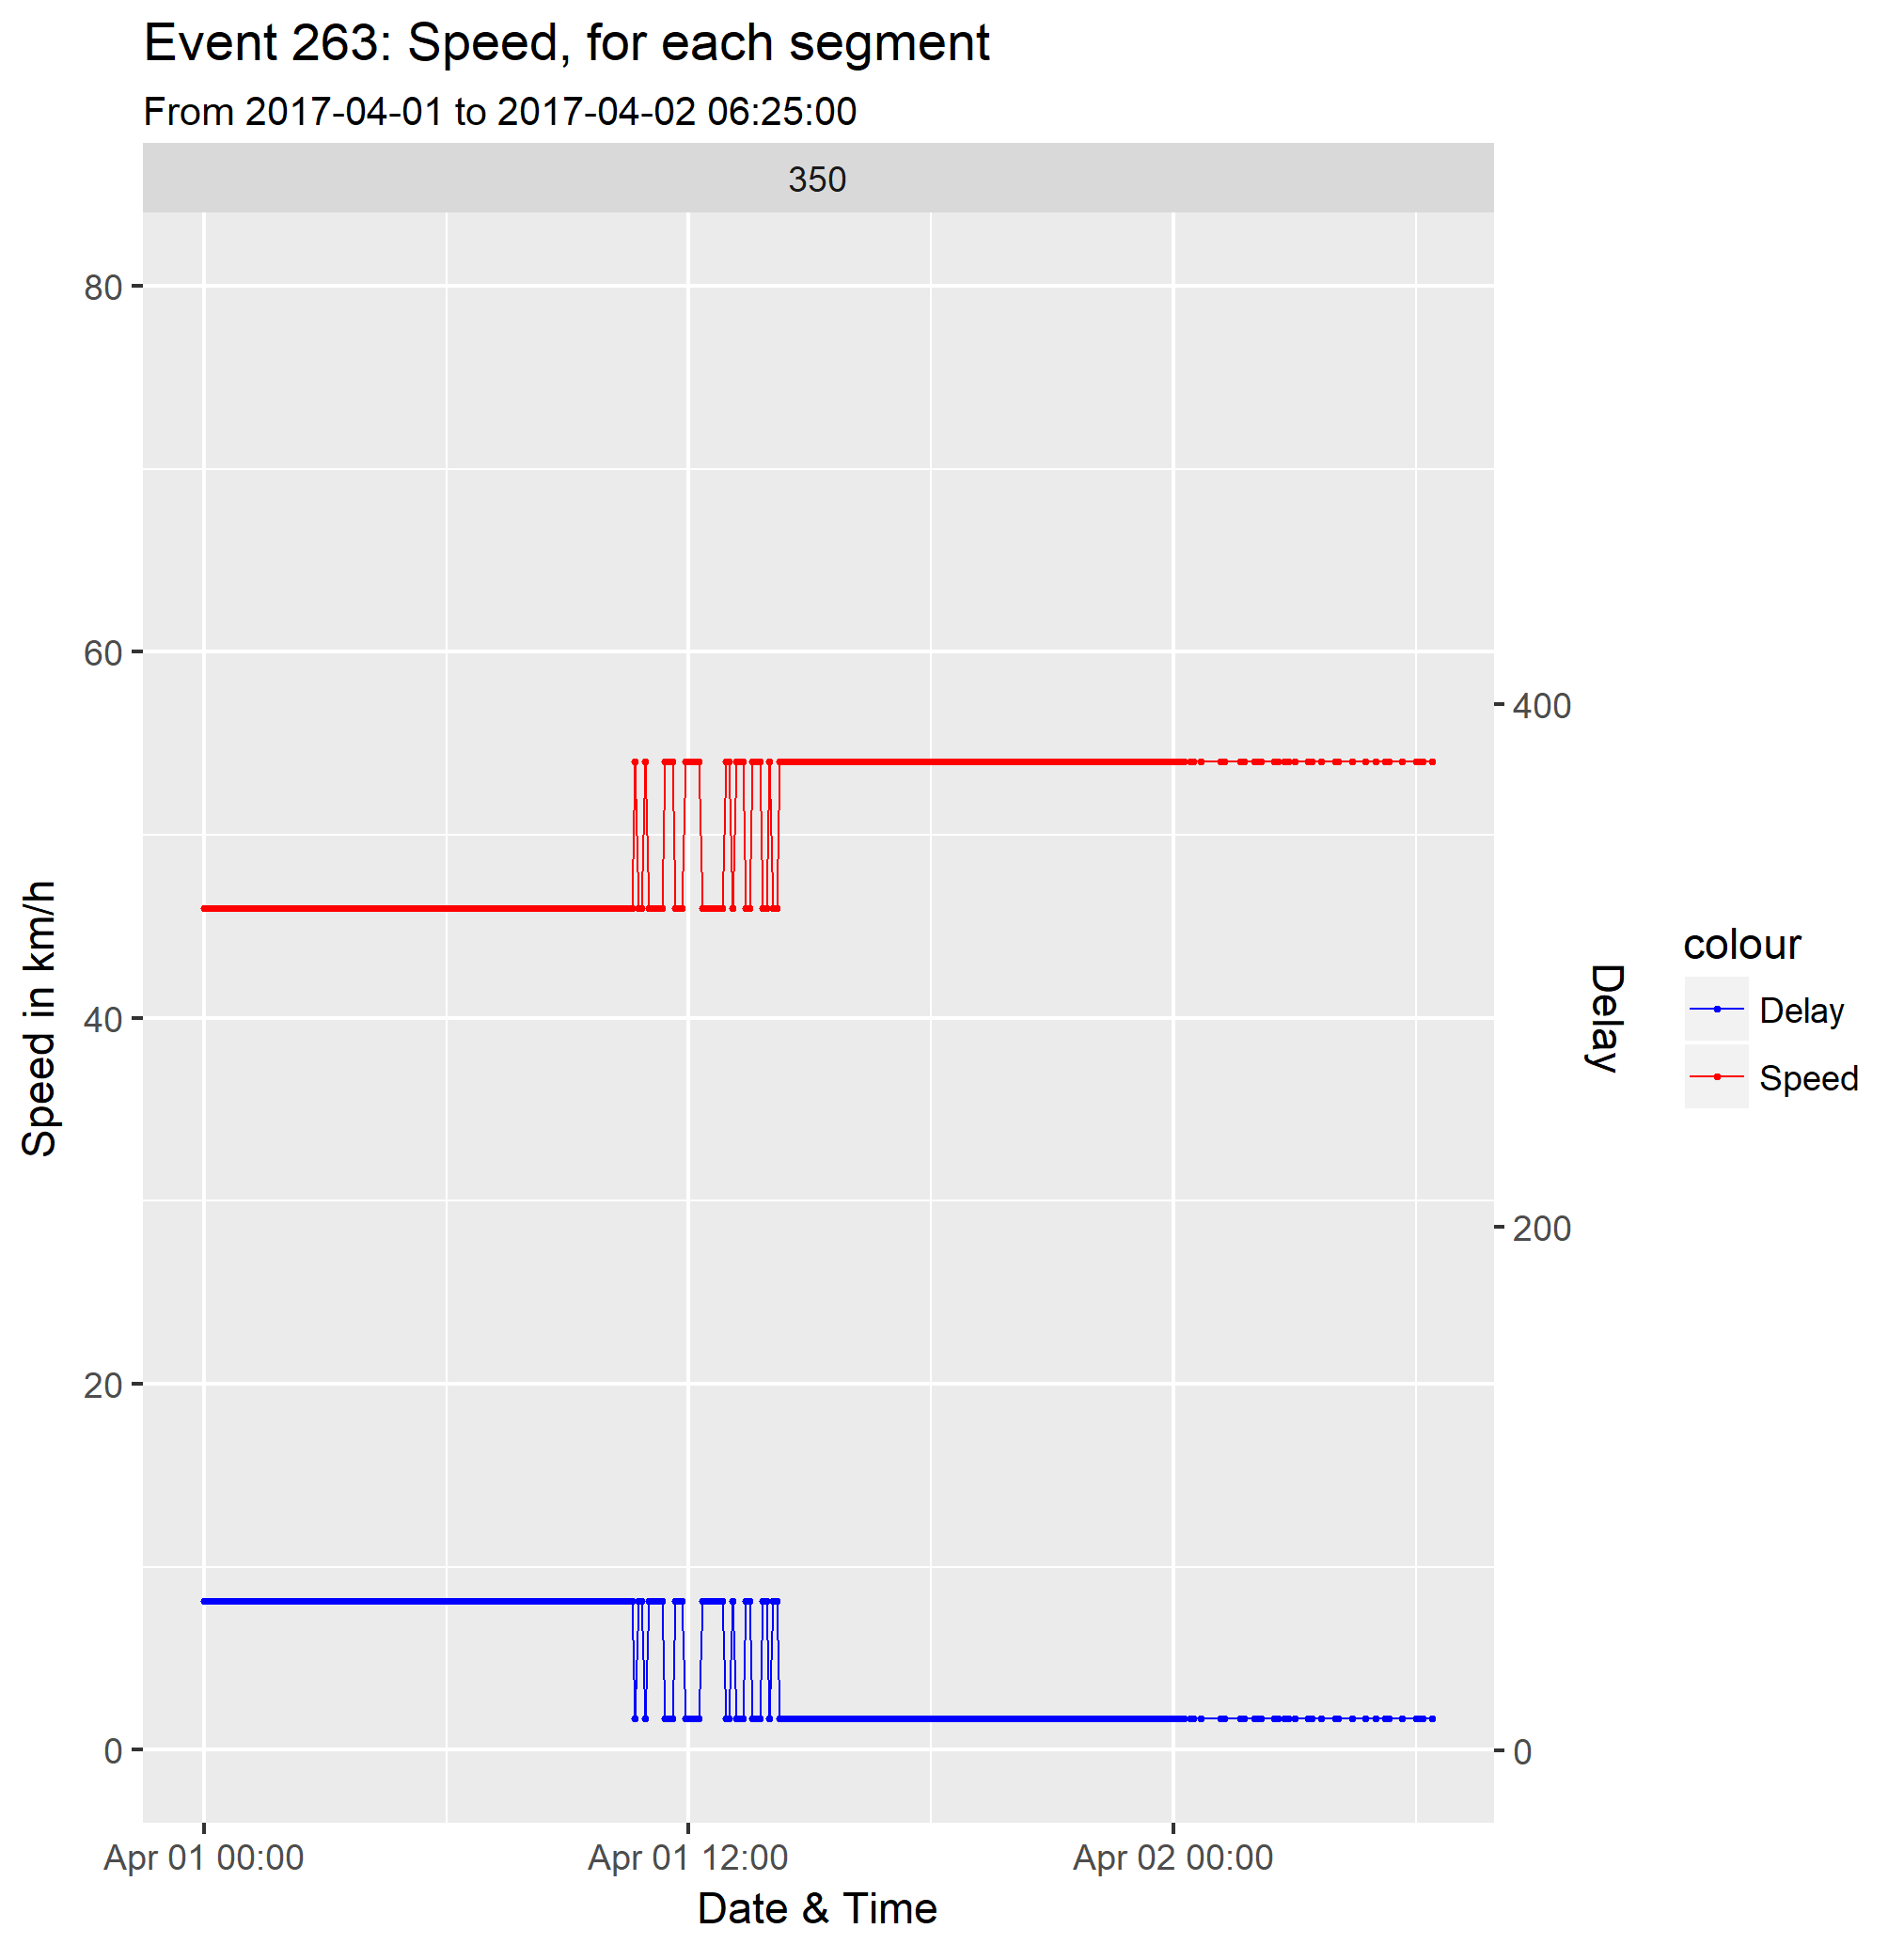 Event 263: Speed, for each segment
From 2017-04-01 to 2017-04-02 06:25:00
350
80
60
40
20
0
Speed in km/h
400
200
0
Delay
colour
Delay
Speed
Apr 01 00:00
Apr 01 12:00
Apr 02 00:00
Date & Time